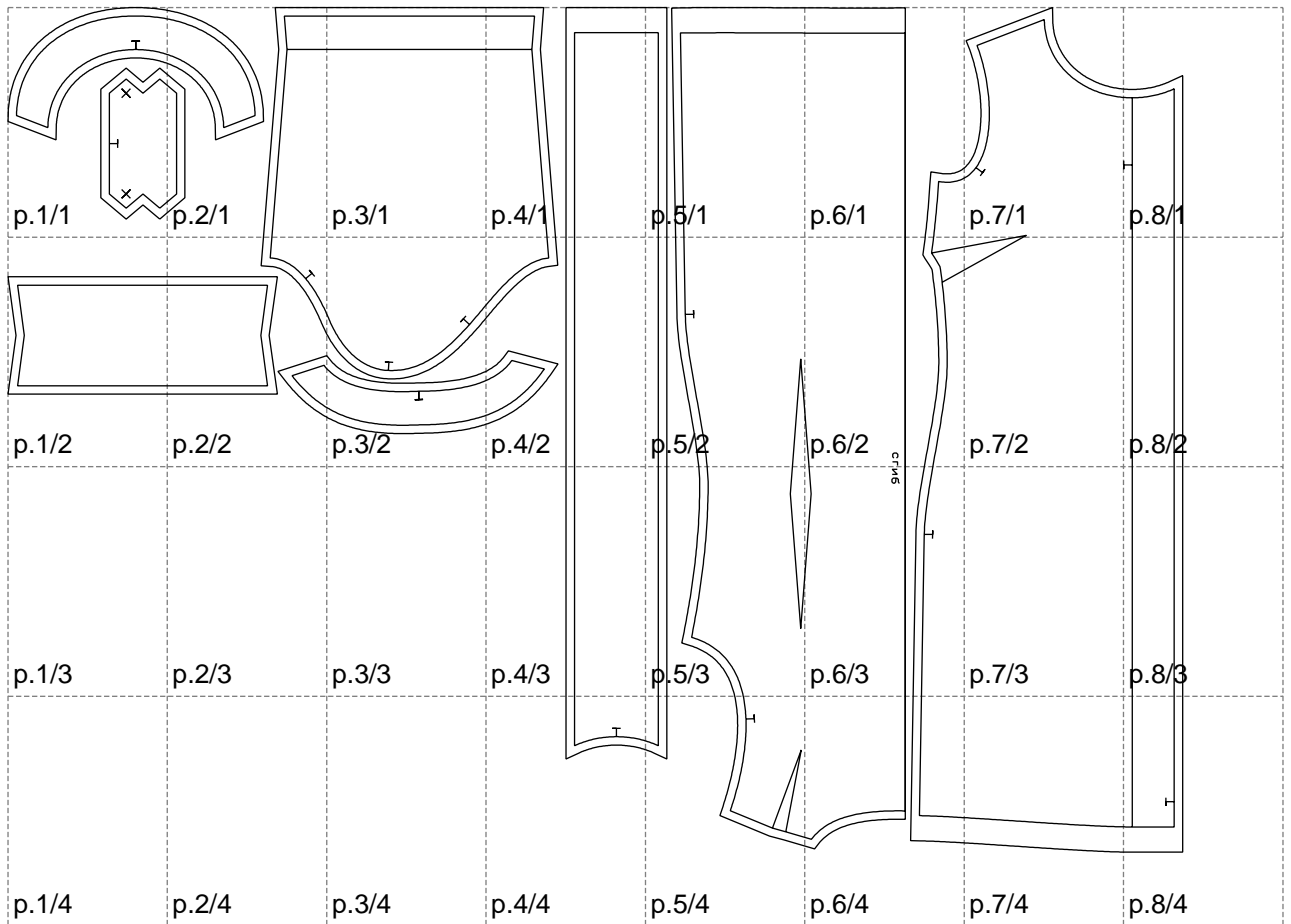 p.1/1 p.2/1 p.3/1 p.4/1 p.5/1 p.6/1 p.7/1 p.8/1
p.1/2 p.2/2 p.3/2 p.4/2 p.5/2 p.6/2 p.7/2 p.8/2
сгиб
p.1/3 p.2/3 p.3/3 p.4/3 p.5/3 p.6/3 p.7/3 p.8/3
p.1/4 p.2/4 p.3/4 p.4/4 p.5/4 p.6/4 p.7/4 p.8/4